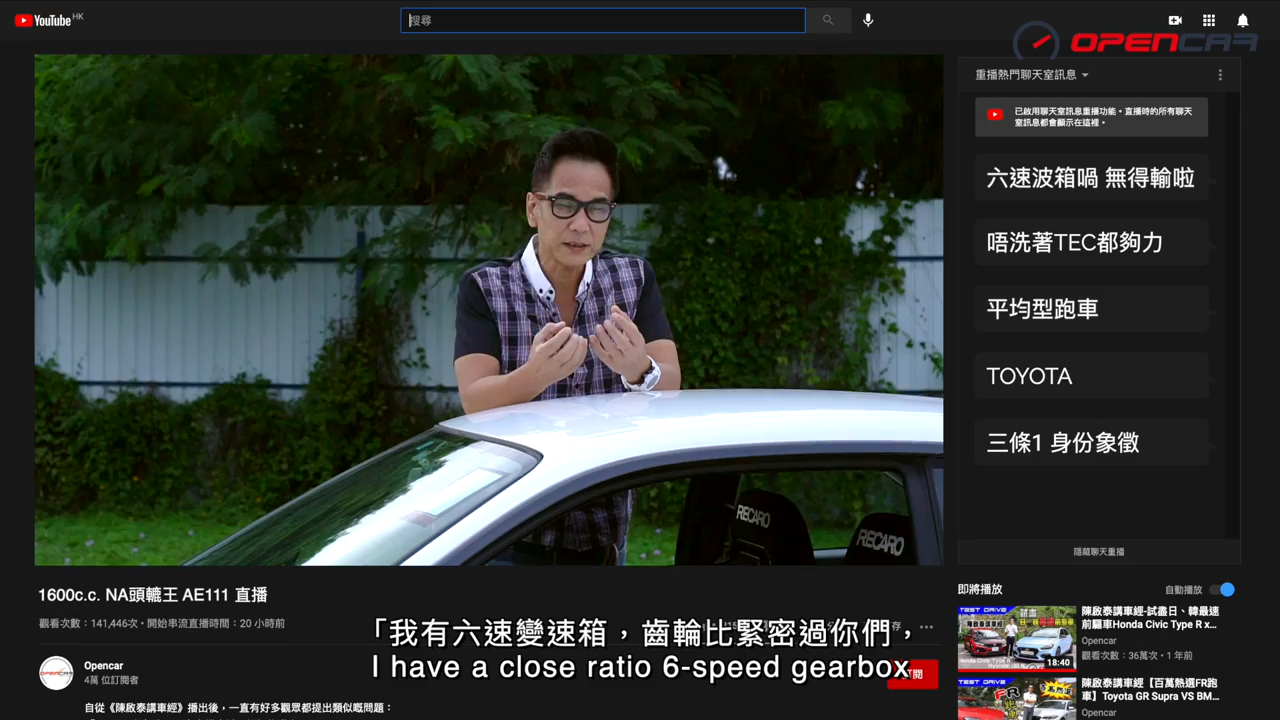 YouTube HK
搜尋
OPENCAR
重播熱門聊天室訊息
已啟用聊天室訊息重播功能。直播時的所有聊天
室訊息都會顯示在這裡。
六速波箱喎 無得輸啦
唔洗著TEC都夠力
平均型跑車
TOYOTA
三條1 身份象徵
隱藏聊天重播
RECARO
RECARO
1600c.c. NA頭轆王 AE111 直播
觀看次數：141,446次 • 開始串流直播時間：20 小時前
「我有六速變速箱，齒輪比緊密過你們，
I have a close ratio 6-speed gearbox
Opencar
4萬 位訂閱者
自從《陳啟泰講車經》播出後，一直有好多觀眾都提出類似嘅問題：
即將播放
自動播放
TEST DRIVE
18:40
陳啟泰講車經-試盡日、韓最速
前驅車Honda Civic Type R x...
Opencar
觀看次數：36萬次 • 1 年前
TEST DRIVE
陳啟泰講車經【百萬熱選FR跑
車】Toyota GR Supra VS BM...
Opencar